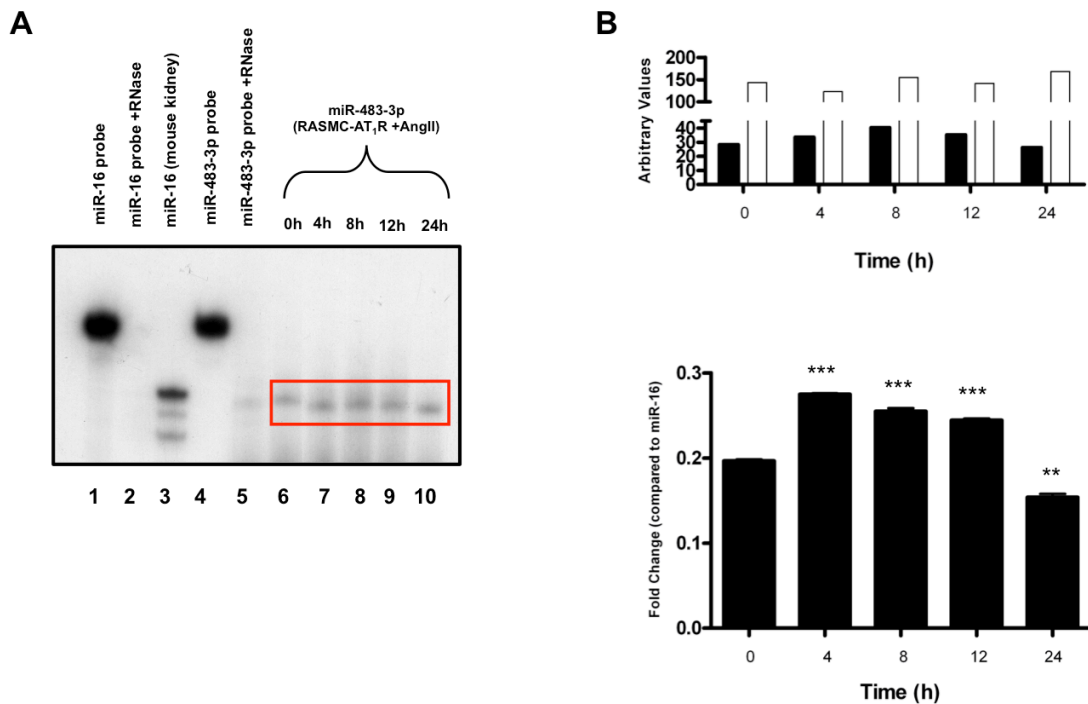 A
miR-16 probe
miR-16 probe +RNase
miR-16 (mouse kidney)
miR-483-3p probe
miR-483-3p probe +RNase
miR-483-3p
(RASMC-AT1R +AngII)
0h 4h 8h 12h 24h
1 2 3 4 5 6 7 8 9 10
B
Arbitrary Values
200
150
100
40
30
20
10
0
0 4 8 12 24
Time (h)
Fold Change (compared to miR-16)
0.3
0.2
0.1
0.0
*** *** *** **
0 4 8 12 24
Time (h)